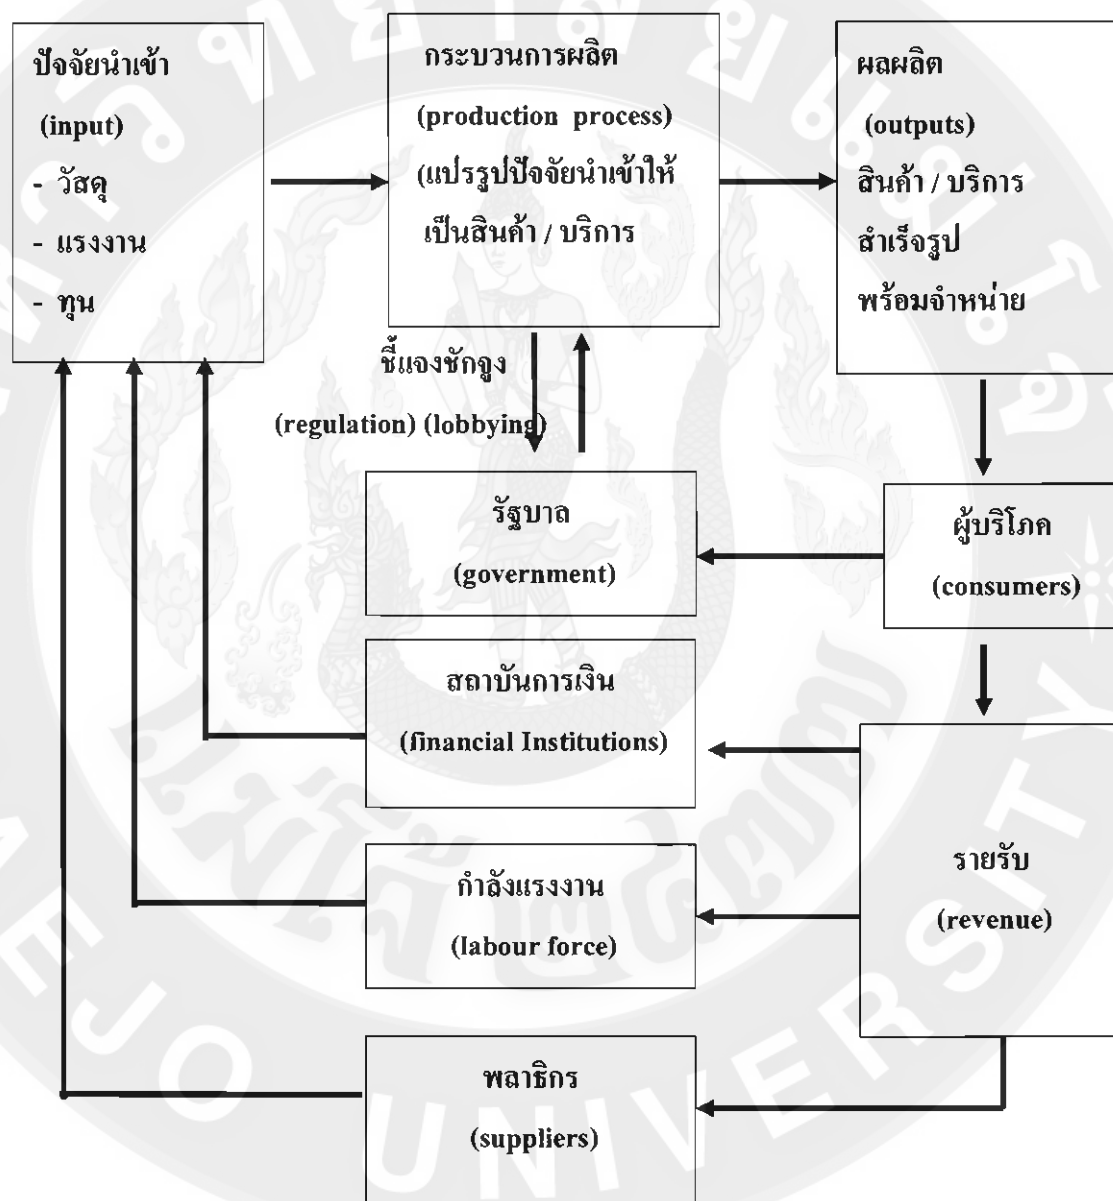 ปัจจัยนำเข้า
(input)
- วัสดุ
- แรงงาน
- ทุน
กระบวนการผลิต
(production process)
(แปรรูปปัจจัยนำเข้าให้
เป็นสินค้า / บริการ
ผลผลิต
(outputs)
สินค้า / บริการ
สำเร็จรูป
พร้อมจำหน่าย
ชี้แจงชักจูง
(regulation) (lobbying)
รัฐบาล
(government)
ผู้บริโภค
(consumers)
สถาบันการเงิน
(financial Institutions)
กำลังแรงงาน
(labour force)
รายรับ
(revenue)
พลาธิกร
(suppliers)